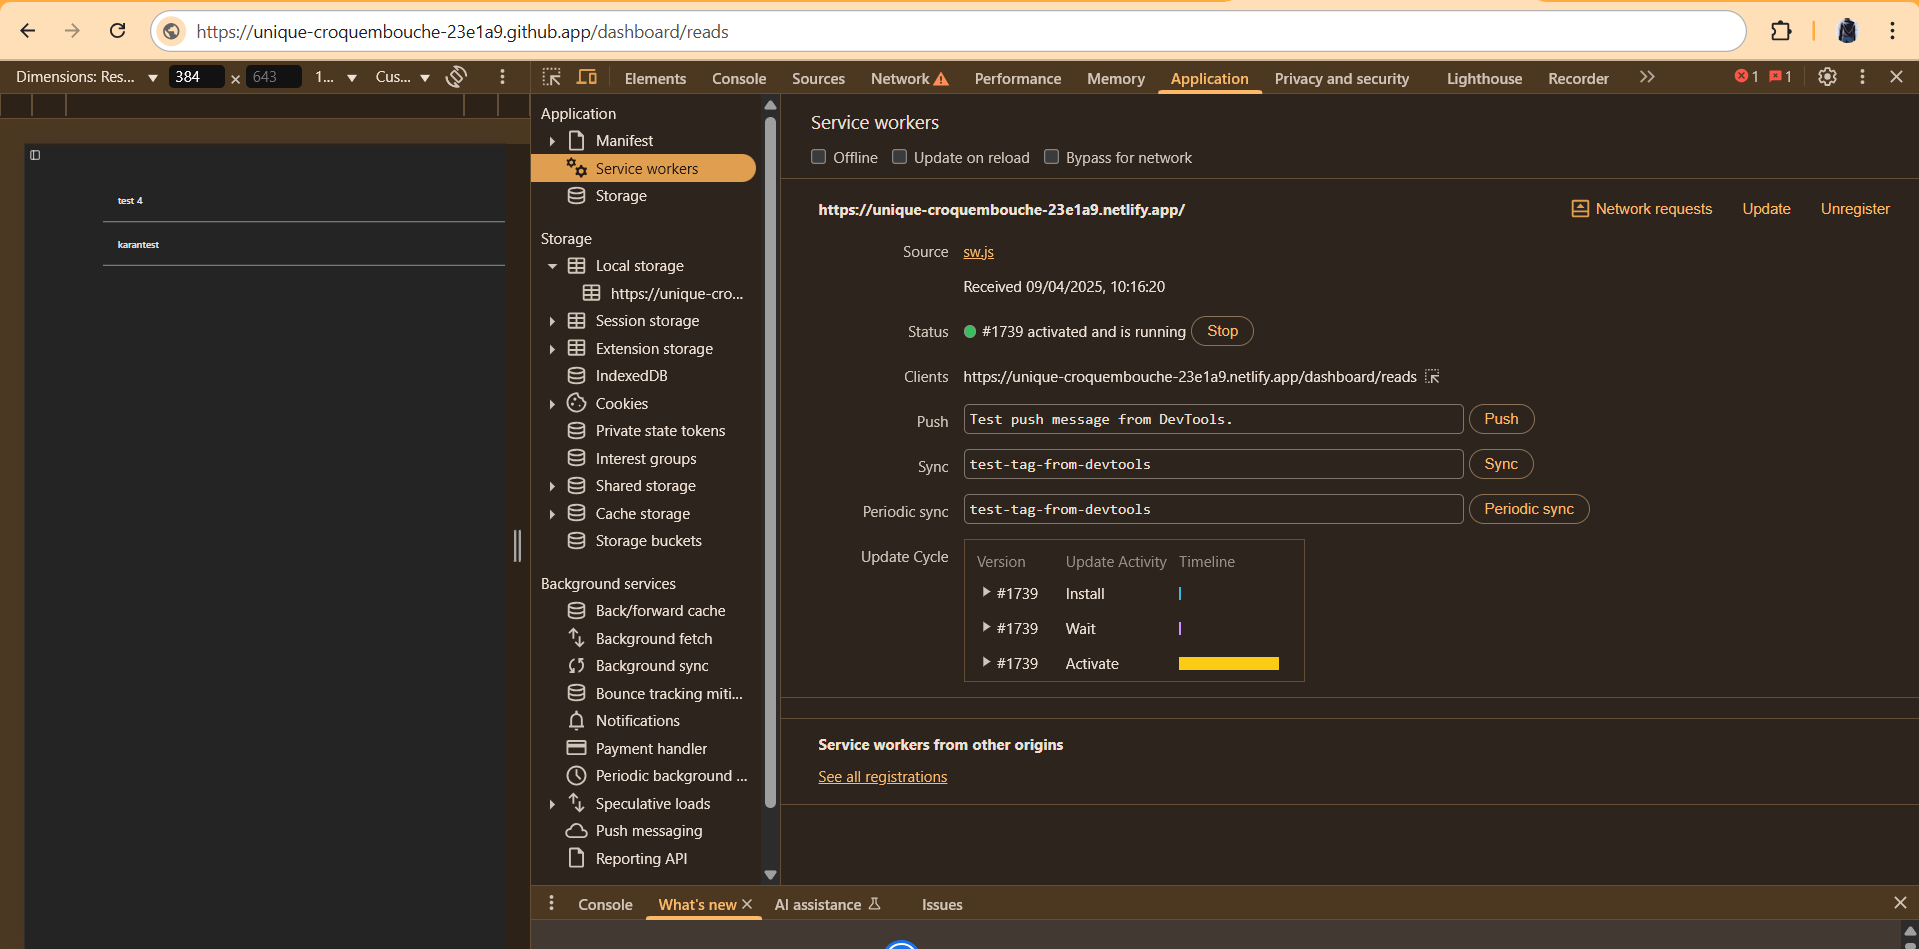 https://unique-croquembouche-23e1a9.github.app/dashboard/reads
Dimensions: Res... 384 × 643 1... Cus...
Elements Console Sources Network Performance Memory Application Privacy and security Lighthouse Recorder 1 1
test 4
karantest
Application
Manifest
Service workers
Storage
Storage
Local storage
https://unique-cro...
Session storage
Extension storage
IndexedDB
Cookies
Private state tokens
Interest groups
Shared storage
Cache storage
Storage buckets
Background services
Back/forward cache
Background fetch
Background sync
Bounce tracking miti...
Notifications
Payment handler
Periodic background ...
Speculative loads
Push messaging
Reporting API
Service workers
Offline Update on reload Bypass for network
https://unique-croquembouche-23e1a9.netlify.app/ Network requests Update Unregister
Source sw.js
Received 09/04/2025, 10:16:20
Status #1739 activated and is running Stop
Clients https://unique-croquembouche-23e1a9.netlify.app/dashboard/reads
Push Test push message from DevTools. Push
Sync test-tag-from-devtools Sync
Periodic sync test-tag-from-devtools Periodic sync
Update Cycle Version Update Activity Timeline
#1739 Install
#1739 Wait
#1739 Activate
Service workers from other origins
See all registrations
Console What's new AI assistance Issues